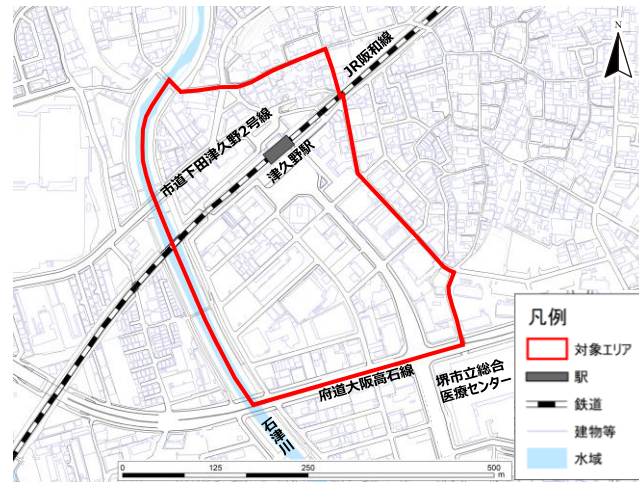 N
JR阪和線
市道下田津久野2号線
津久野駅
府道大阪高石線
堺市立総合
医療センター
石津川
凡例
対象エリア
駅
鉄道
建物等
水域
0 125 250 500
m